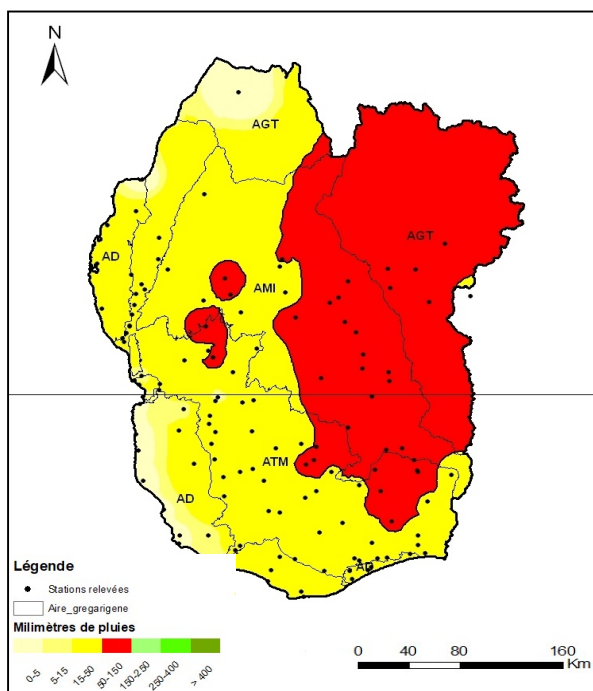 N
AGT
AGT
AD
AMI
ATM
AD
AD
Légende
Stations relevées
Aire_gregarigene
Milimètres de pluies
0-5
5-15
15-50
50-150
150-250
250-400
> 400
0 40 80 160
Km